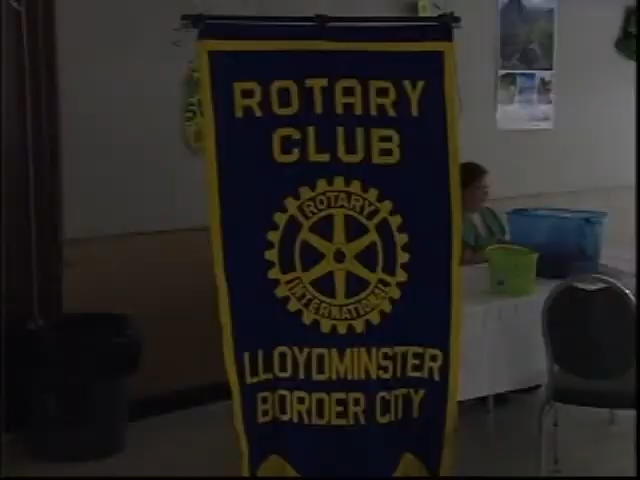 ROTARY
CLUB
ROTARY
INTERNATIONAL
LLOYDMINSTER
BORDER CITY